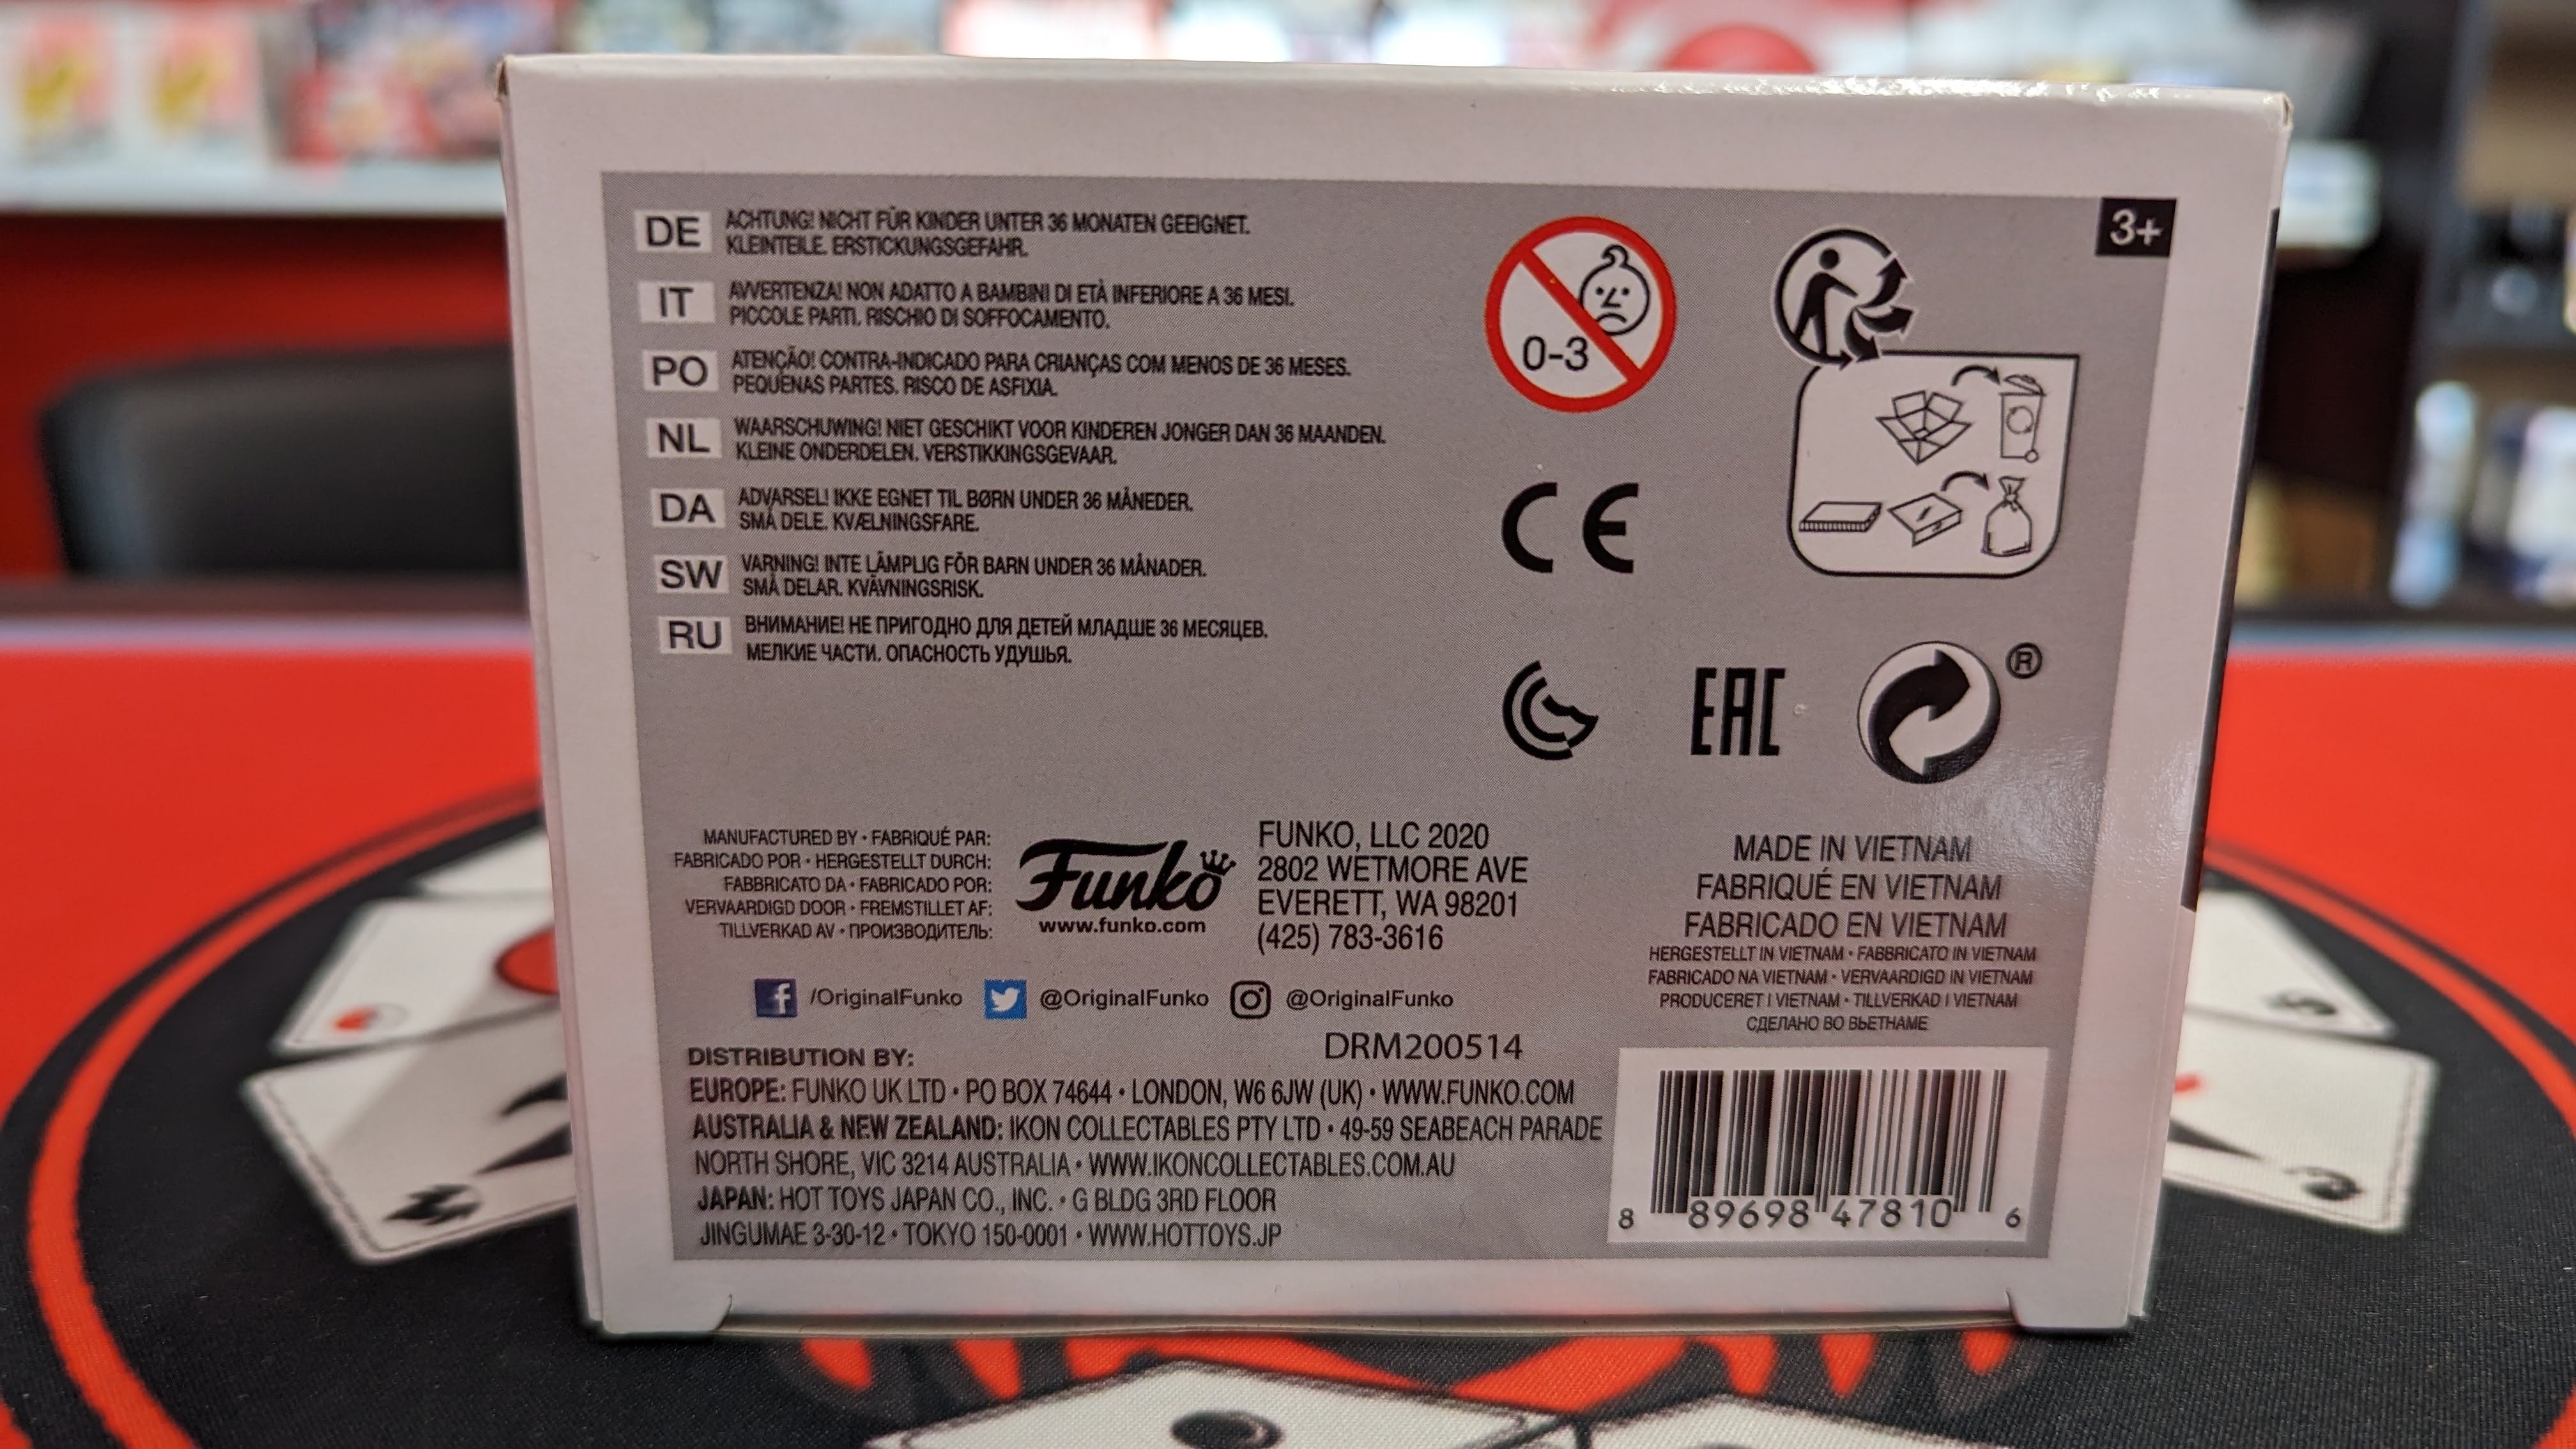 DE ACHTUNG! NICHT FÜR KINDER UNTER 36 MONATEN GEEIGNET.
KLEINTEILE. ERSTICKUNGSGEFAHR.
IT AVVERTENZA! NON ADATTO A BAMBINI DI ETÀ INFERIORE A 36 MESI.
PICCOLE PARTI. RISCHIO DI SOFFOCAMENTO.
PO ATENÇÃO! CONTRA-INDICADO PARA CRIANÇAS COM MENOS DE 36 MESES.
PEQUENAS PARTES. RISCO DE ASFIXIA.
NL WAARSCHUWING! NIET GESCHIKT VOOR KINDEREN JONGER DAN 36 MAANDEN.
KLEINE ONDERDELEN. VERSTIKKINGSGEVAAR.
DA ADVARSEL! IKKE EGNET TIL BØRN UNDER 36 MÅNEDER.
SMÅ DELE. KVÆLNINGSFARE.
SW VARNING! INTE LÄMPLIG FÖR BARN UNDER 36 MÅNADER.
SMÅ DELAR. KVÄVNINGSRISK.
RU ВНИМАНИЕ! НЕ ПРИГОДНО ДЛЯ ДЕТЕЙ МЛАДШЕ 36 МЕСЯЦЕВ.
МЕЛКИЕ ЧАСТИ. ОПАСНОСТЬ УДУШЬЯ.
3+
0-3
CE
EAC
®
MANUFACTURED BY • FABRIQUÉ PAR:
FABRICADO POR • HERGESTELLT DURCH:
FABBRICATO DA • FABRICADO POR:
VERVAARDIGD DOOR • FREMSTILLET AF:
TILLVERKAD AV • ПРОИЗВОДИТЕЛЬ:
Funko
www.funko.com
FUNKO, LLC 2020
2802 WETMORE AVE
EVERETT, WA 98201
(425) 783-3616
MADE IN VIETNAM
FABRIQUÉ EN VIETNAM
FABRICADO EN VIETNAM
HERGESTELLT IN VIETNAM • FABBRICATO IN VIETNAM
FABRICADO NA VIETNAM • VERVAARDIGD IN VIETNAM
PRODUCERET I VIETNAM • TILLVERKAD I VIETNAM
СДЕЛАНО ВО ВЬЕТНАМЕ
/OriginalFunko @OriginalFunko @OriginalFunko
DRM200514
DISTRIBUTION BY:
EUROPE: FUNKO UK LTD • PO BOX 74644 • LONDON, W6 6JW (UK) • WWW.FUNKO.COM
AUSTRALIA & NEW ZEALAND: IKON COLLECTABLES PTY LTD • 49-59 SEABEACH PARADE
NORTH SHORE, VIC 3214 AUSTRALIA • WWW.IKONCOLLECTABLES.COM.AU
JAPAN: HOT TOYS JAPAN CO., INC. • G BLDG 3RD FLOOR
JINGUMAE 3-30-12 • TOKYO 150-0001 • WWW.HOTTOYS.JP
8 89698 47810 6